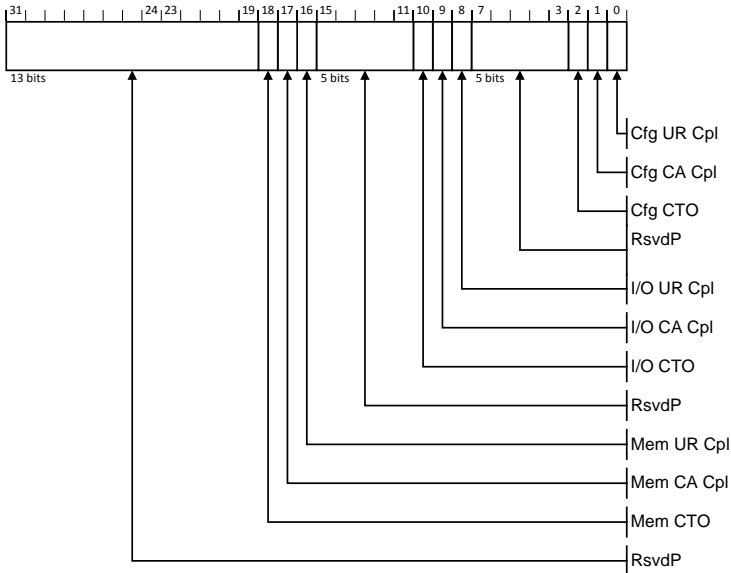 31 24 23 19 18 17 16 15 11 10 9 8 7 3 2 1 0
13 bits 5 bits 5 bits
Cfg UR Cpl
Cfg CA Cpl
Cfg CTO
RsvdP
I/O UR Cpl
I/O CA Cpl
I/O CTO
RsvdP
Mem UR Cpl
Mem CA Cpl
Mem CTO
RsvdP